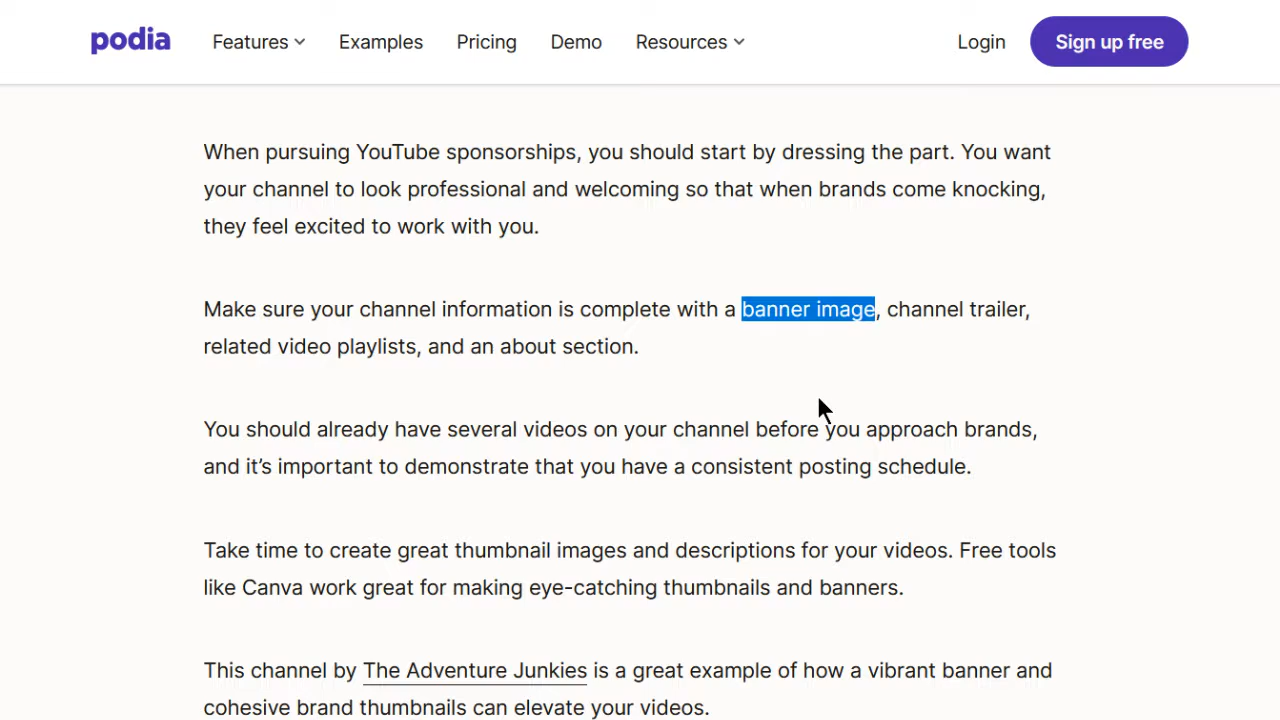 podia Features Examples Pricing Demo Resources Login Sign up free
When pursuing YouTube sponsorships, you should start by dressing the part. You want
your channel to look professional and welcoming so that when brands come knocking,
they feel excited to work with you.
Make sure your channel information is complete with a banner image, channel trailer,
related video playlists, and an about section.
You should already have several videos on your channel before you approach brands,
and it’s important to demonstrate that you have a consistent posting schedule.
Take time to create great thumbnail images and descriptions for your videos. Free tools
like Canva work great for making eye-catching thumbnails and banners.
This channel by The Adventure Junkies is a great example of how a vibrant banner and
cohesive brand thumbnails can elevate your videos.